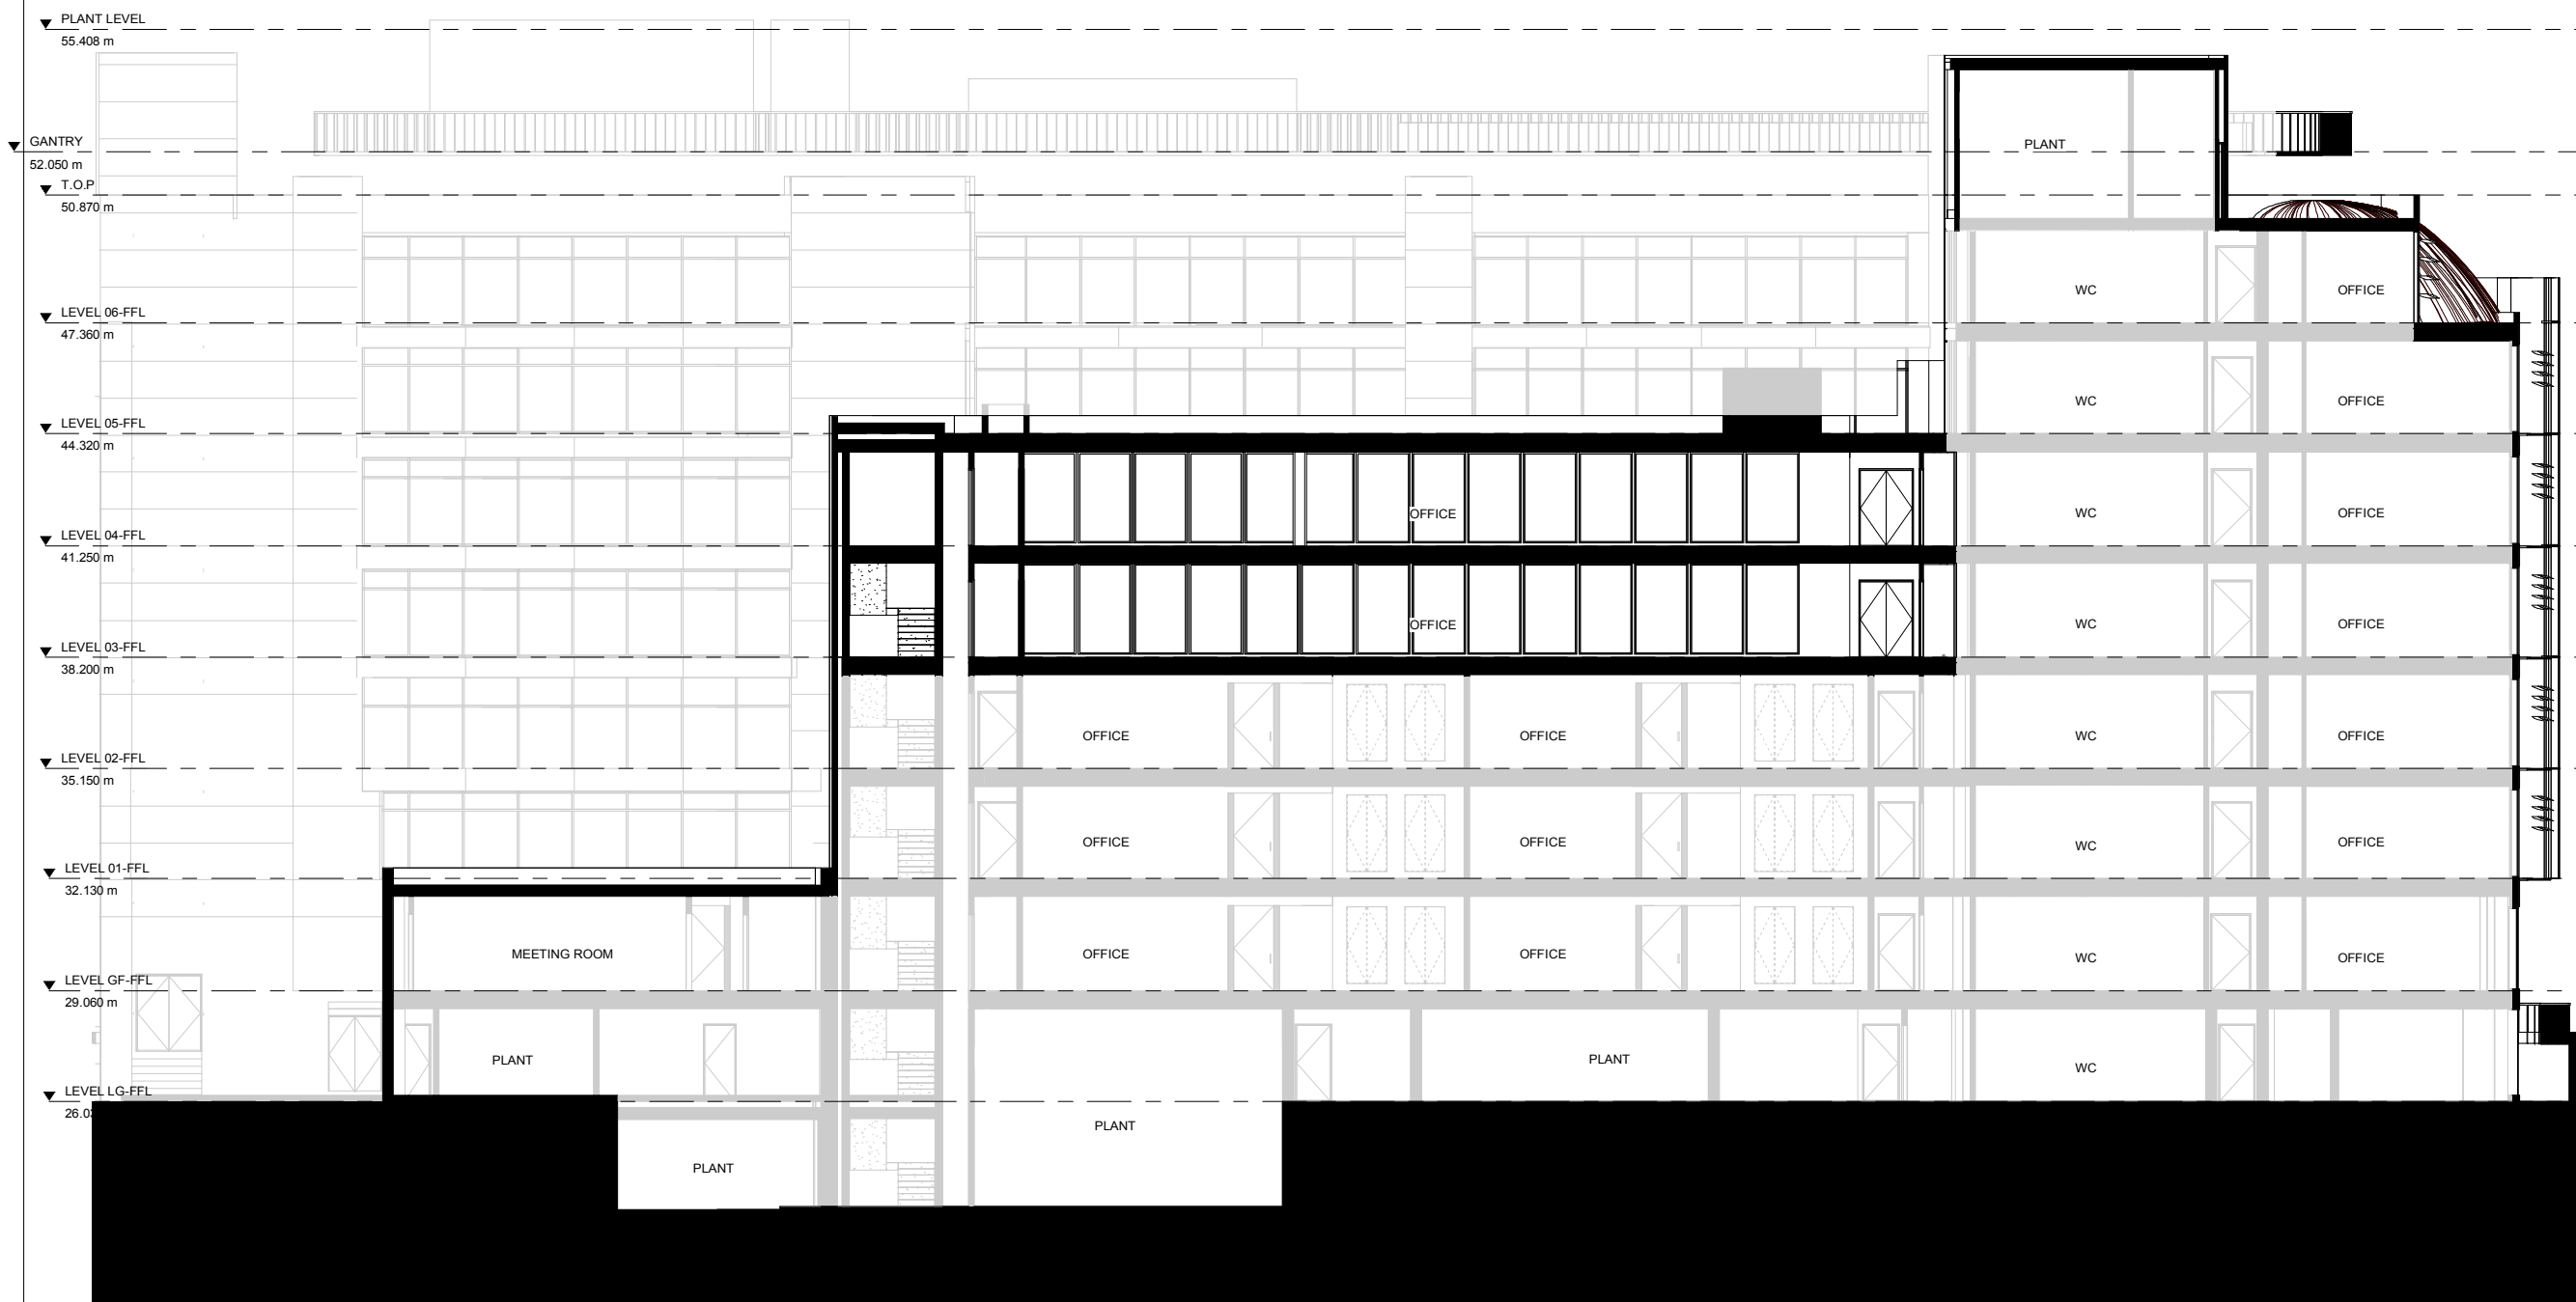 PLANT LEVEL
55.408 m
GANTRY
52.050 m
PLANT
T.O.P
50.870 m
WC
OFFICE
LEVEL 06-FFL
47.360 m
WC
OFFICE
LEVEL 05-FFL
44.320 m
OFFICE
WC
OFFICE
LEVEL 04-FFL
41.250 m
OFFICE
WC
OFFICE
LEVEL 03-FFL
38.200 m
OFFICE
OFFICE
WC
OFFICE
LEVEL 02-FFL
35.150 m
OFFICE
OFFICE
WC
OFFICE
LEVEL 01-FFL
32.130 m
MEETING ROOM
OFFICE
OFFICE
WC
OFFICE
LEVEL GF-FFL
29.060 m
PLANT
PLANT
WC
LEVEL LG-FFL
PLANT
PLANT